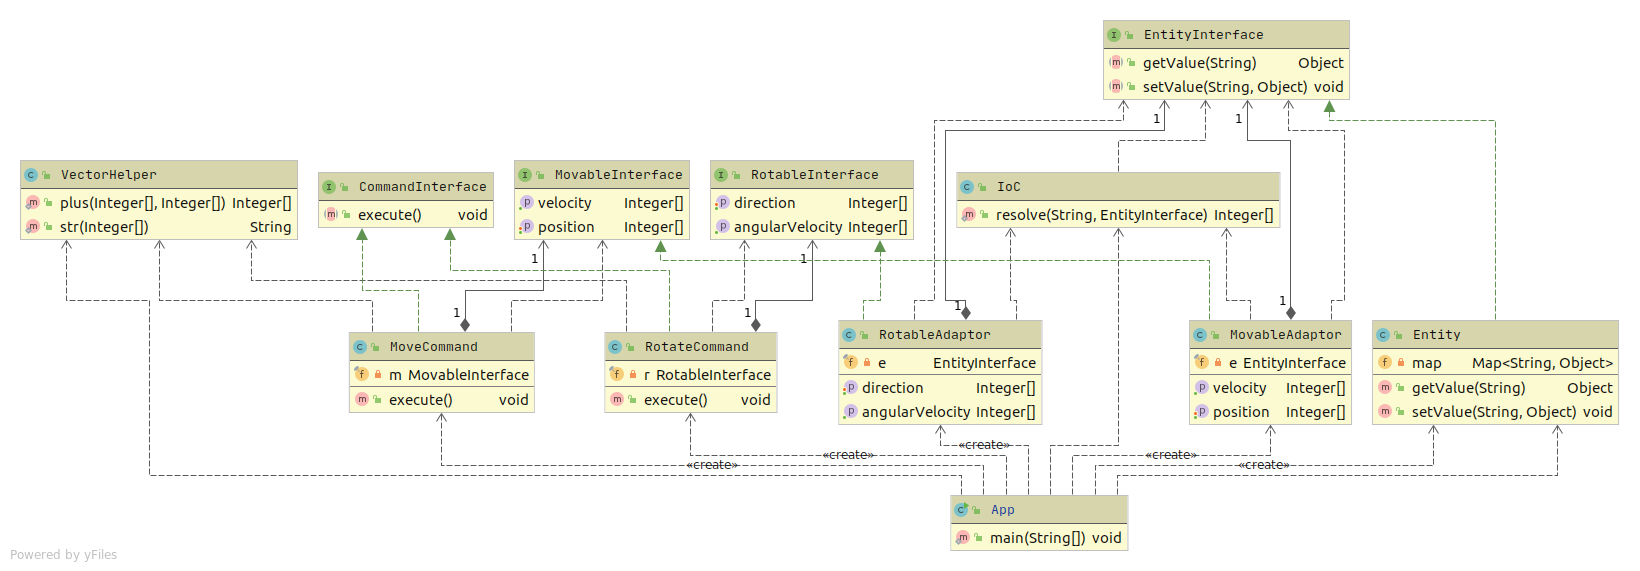 EntityInterface
getValue(String) Object
setValue(String, Object) void
1
1
VectorHelper
plus(Integer[], Integer[]) Integer[]
str(Integer[]) String
CommandInterface
execute() void
MovableInterface
velocity Integer[]
position Integer[]
RotableInterface
direction Integer[]
angularVelocity Integer[]
IoC
resolve(String, EntityInterface) Integer[]
1
1
1
1
1
1
MoveCommand
m MovableInterface
execute() void
RotateCommand
r RotableInterface
execute() void
RotableAdaptor
e EntityInterface
direction Integer[]
angularVelocity Integer[]
MovableAdaptor
e EntityInterface
velocity Integer[]
position Integer[]
Entity
map Map<String, Object>
getValue(String) Object
setValue(String, Object) void
«create»
«create»
«create»
«create»
«create»
App
main(String[]) void
Powered by yFiles